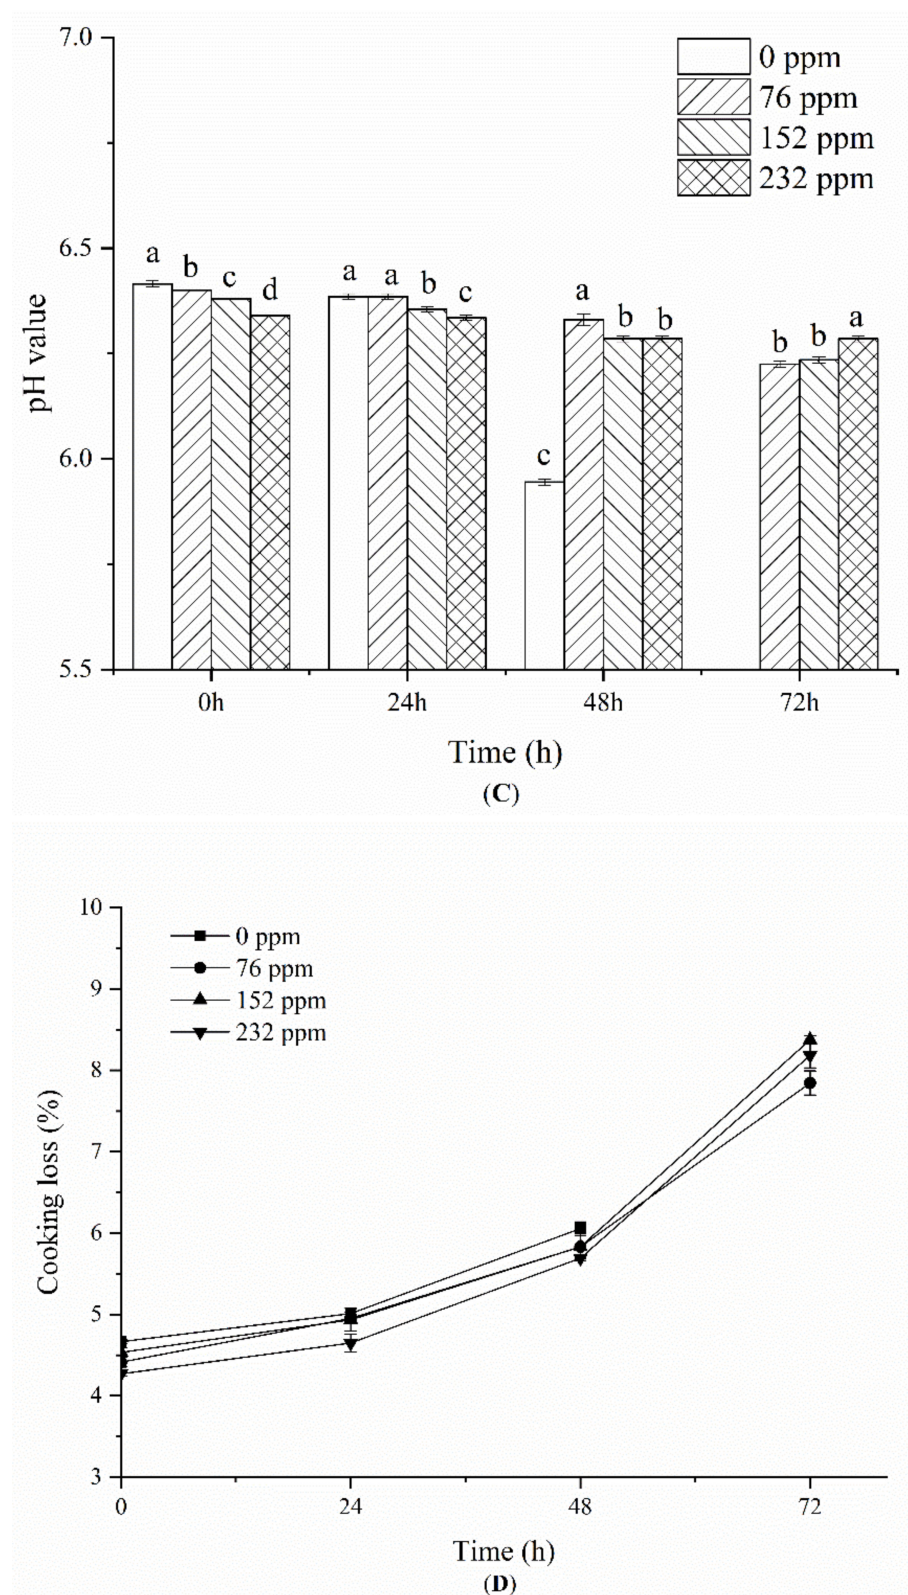 7.0
0 ppm
76 ppm
152 ppm
232 ppm
6.5
a b c d a a b c a b b b b a
pH value
6.0
c
5.5
0h 24h 48h 72h
Time (h)
(C)
10
0 ppm
76 ppm
152 ppm
232 ppm
9
8
7
6
5
4
3
Cooking loss (%)
0 24 48 72
Time (h)
(D)